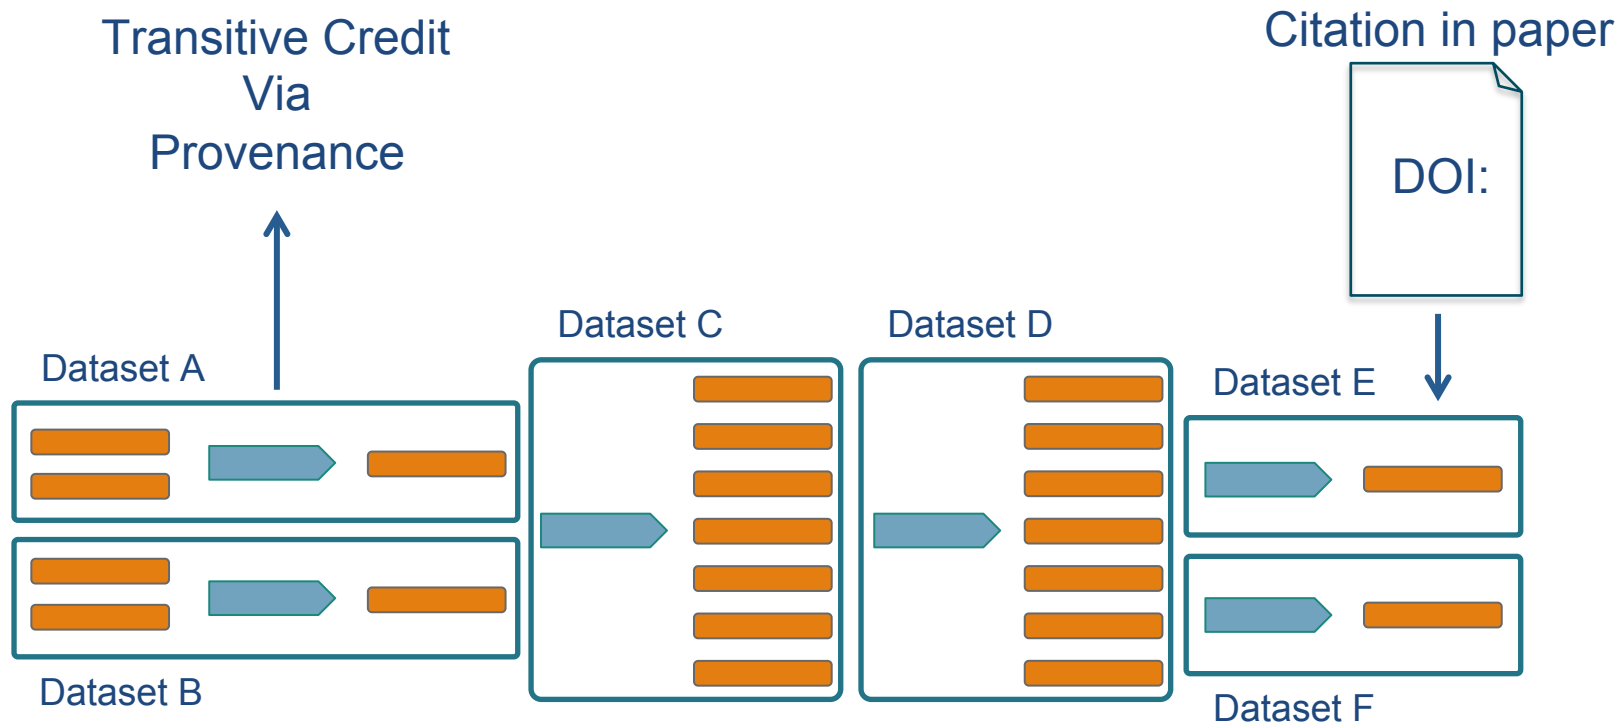 Transitive Credit
Via
Provenance
Citation in paper
DOI:
Dataset A
Dataset B
Dataset C
Dataset D
Dataset E
Dataset F